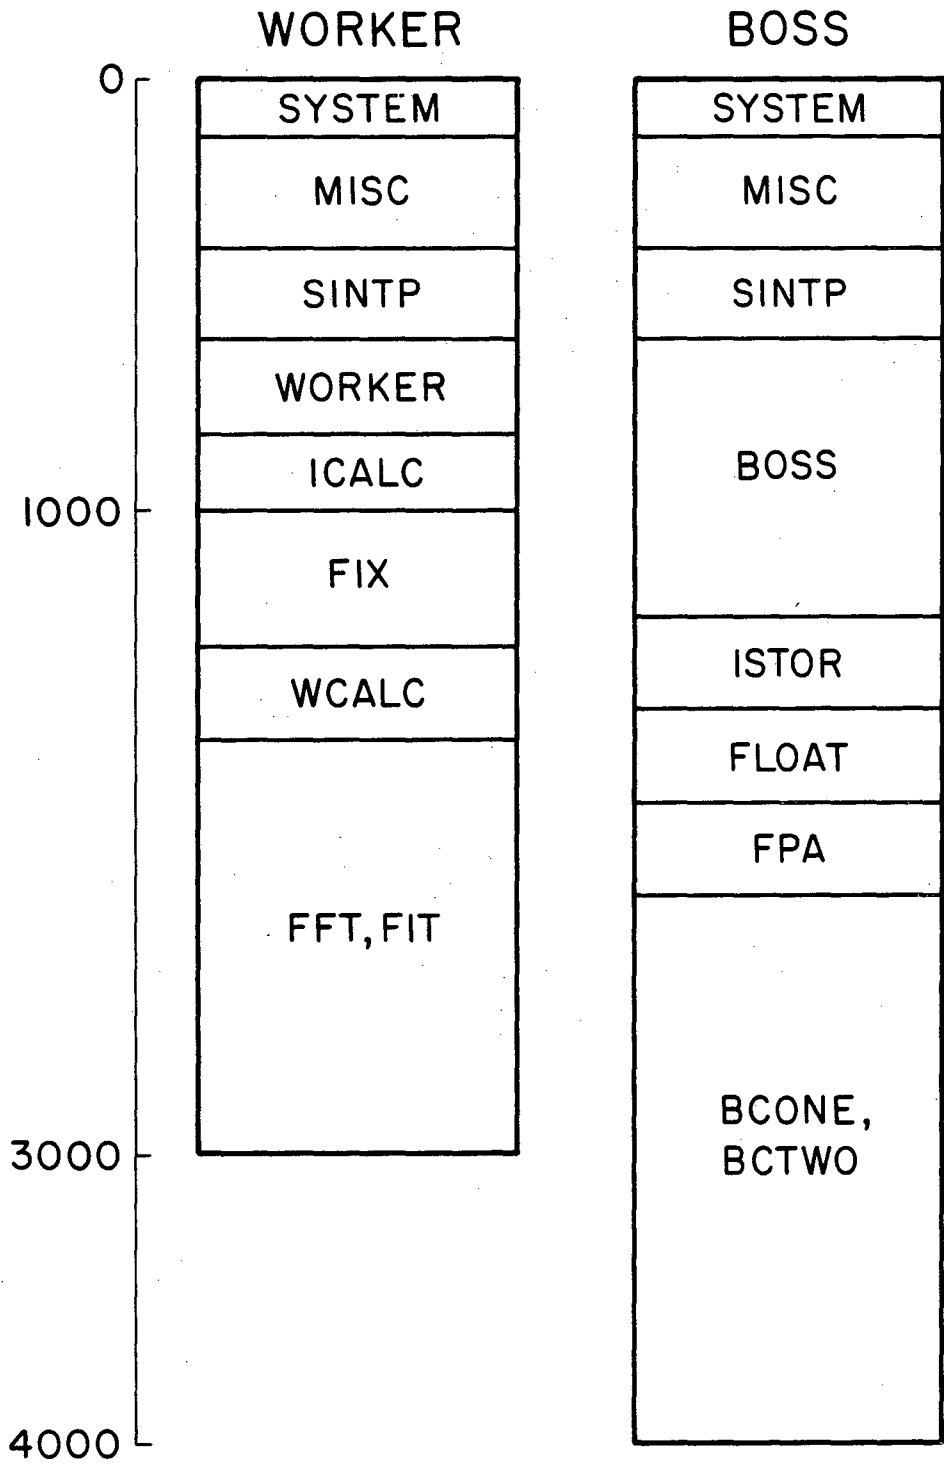 WORKER
BOSS
0
SYSTEM
SYSTEM
MISC
MISC
SINTP
SINTP
WORKER
BOSS
ICALC
1000
FIX
ISTOR
WCALC
FLOAT
FPA
FFT, FIT
BCONE,
BCTWO
3000
4000